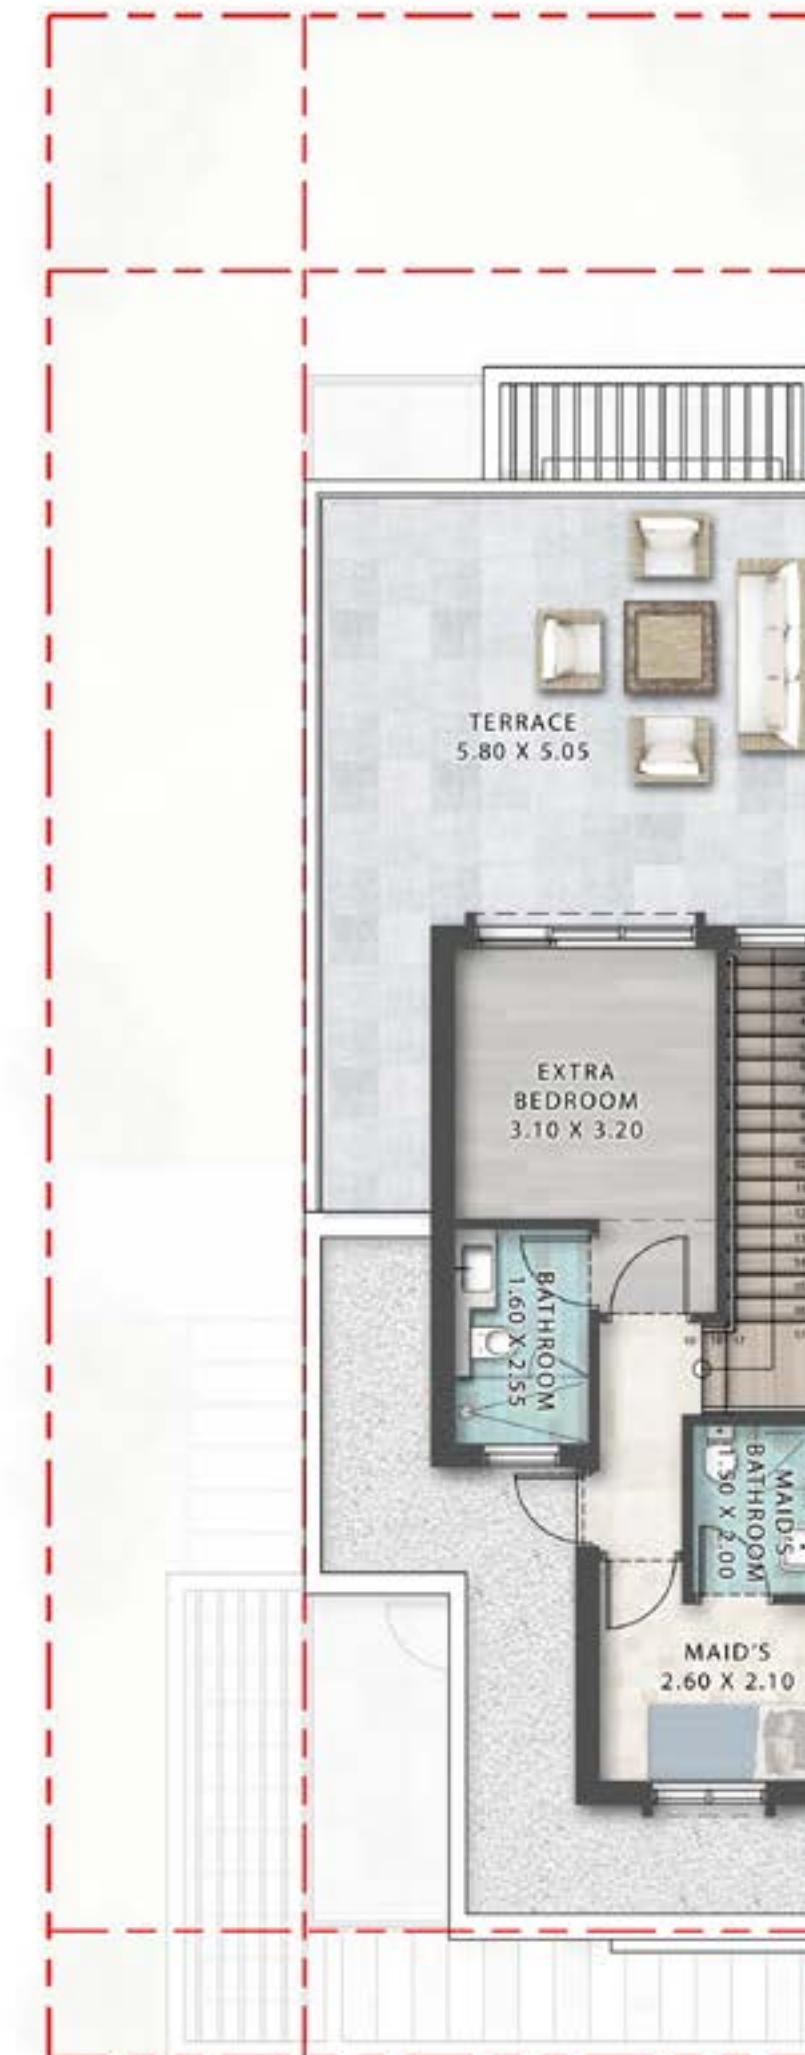 TERRACE
5.80 X 5.05
EXTRA
BEDROOM
3.10 X 3.20
BATHROOM
1.60 X 2.55
MAID'S
BATHROOM
1.50 X 2.00
MAID'S
2.60 X 2.10